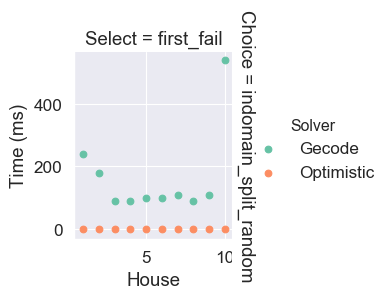 Select = first_fail
Choice = indomain_split_random
Time (ms)
400
200
0
5
10
House
Solver
Gecode
Optimistic